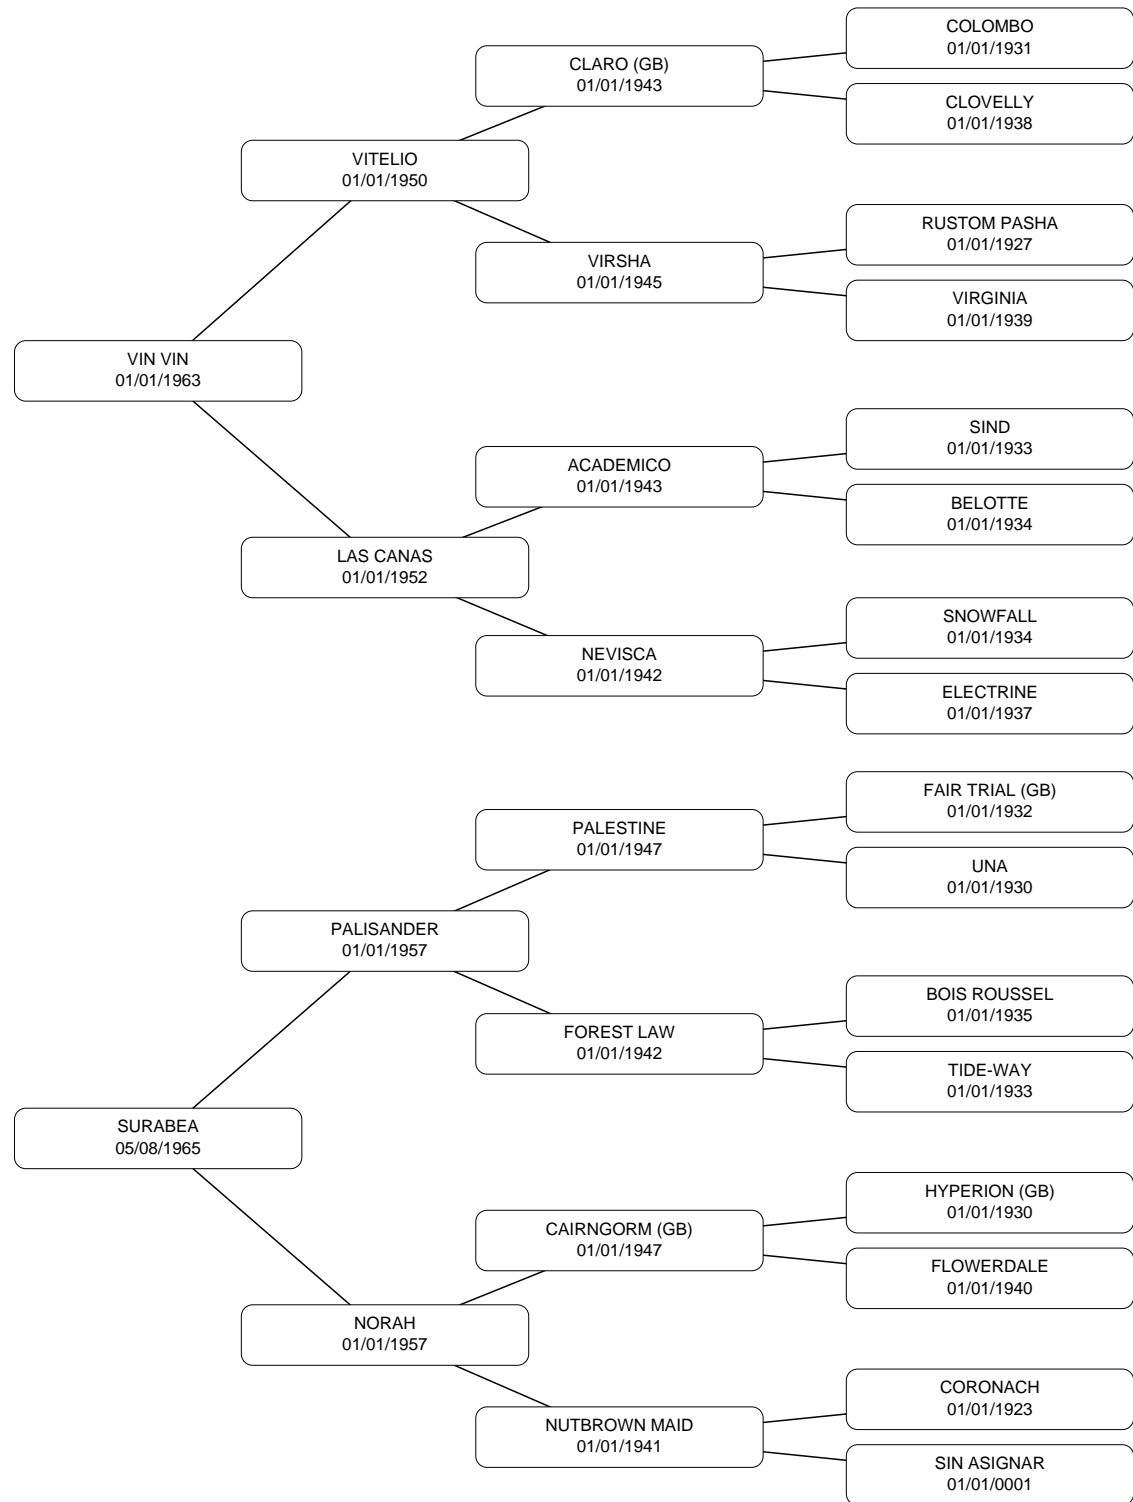 COLOMBO
01/01/1931
CLARO (GB)
01/01/1943
CLOVELLY
01/01/1938
VITELIO
01/01/1950
RUSTOM PASHA
01/01/1927
VIRSHA
01/01/1945
VIRGINIA
01/01/1939
VIN VIN
01/01/1963
SIND
01/01/1933
ACADEMICO
01/01/1943
BELOTTE
01/01/1934
LAS CANAS
01/01/1952
SNOWFALL
01/01/1934
NEVISCA
01/01/1942
ELECTRINE
01/01/1937
FAIR TRIAL (GB)
01/01/1932
PALESTINE
01/01/1947
UNA
01/01/1930
PALISANDER
01/01/1957
BOIS ROUSSEL
01/01/1935
FOREST LAW
01/01/1942
TIDE-WAY
01/01/1933
SURABEA
05/08/1965
HYPERION (GB)
01/01/1930
CAIRNGORM (GB)
01/01/1947
FLOWERDALE
01/01/1940
NORAH
01/01/1957
CORONACH
01/01/1923
NUTBROWN MAID
01/01/1941
SIN ASIGNAR
01/01/0001